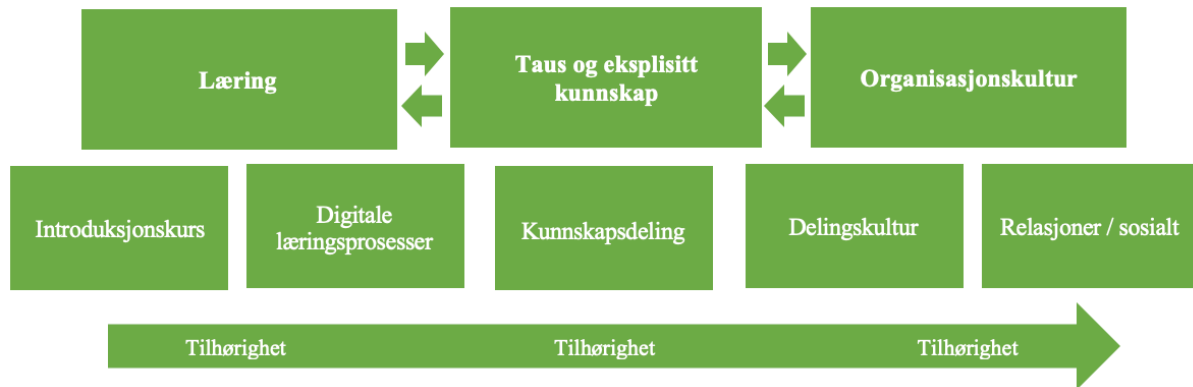 Læring
Taus og eksplisitt
kunnskap
Organisasjonskultur
Introduksjonskurs
Digitale
læringsprosesser
Kunnskapsdeling
Delingskultur
Relasjoner / sosialt
Tilhørighet
Tilhørighet
Tilhørighet